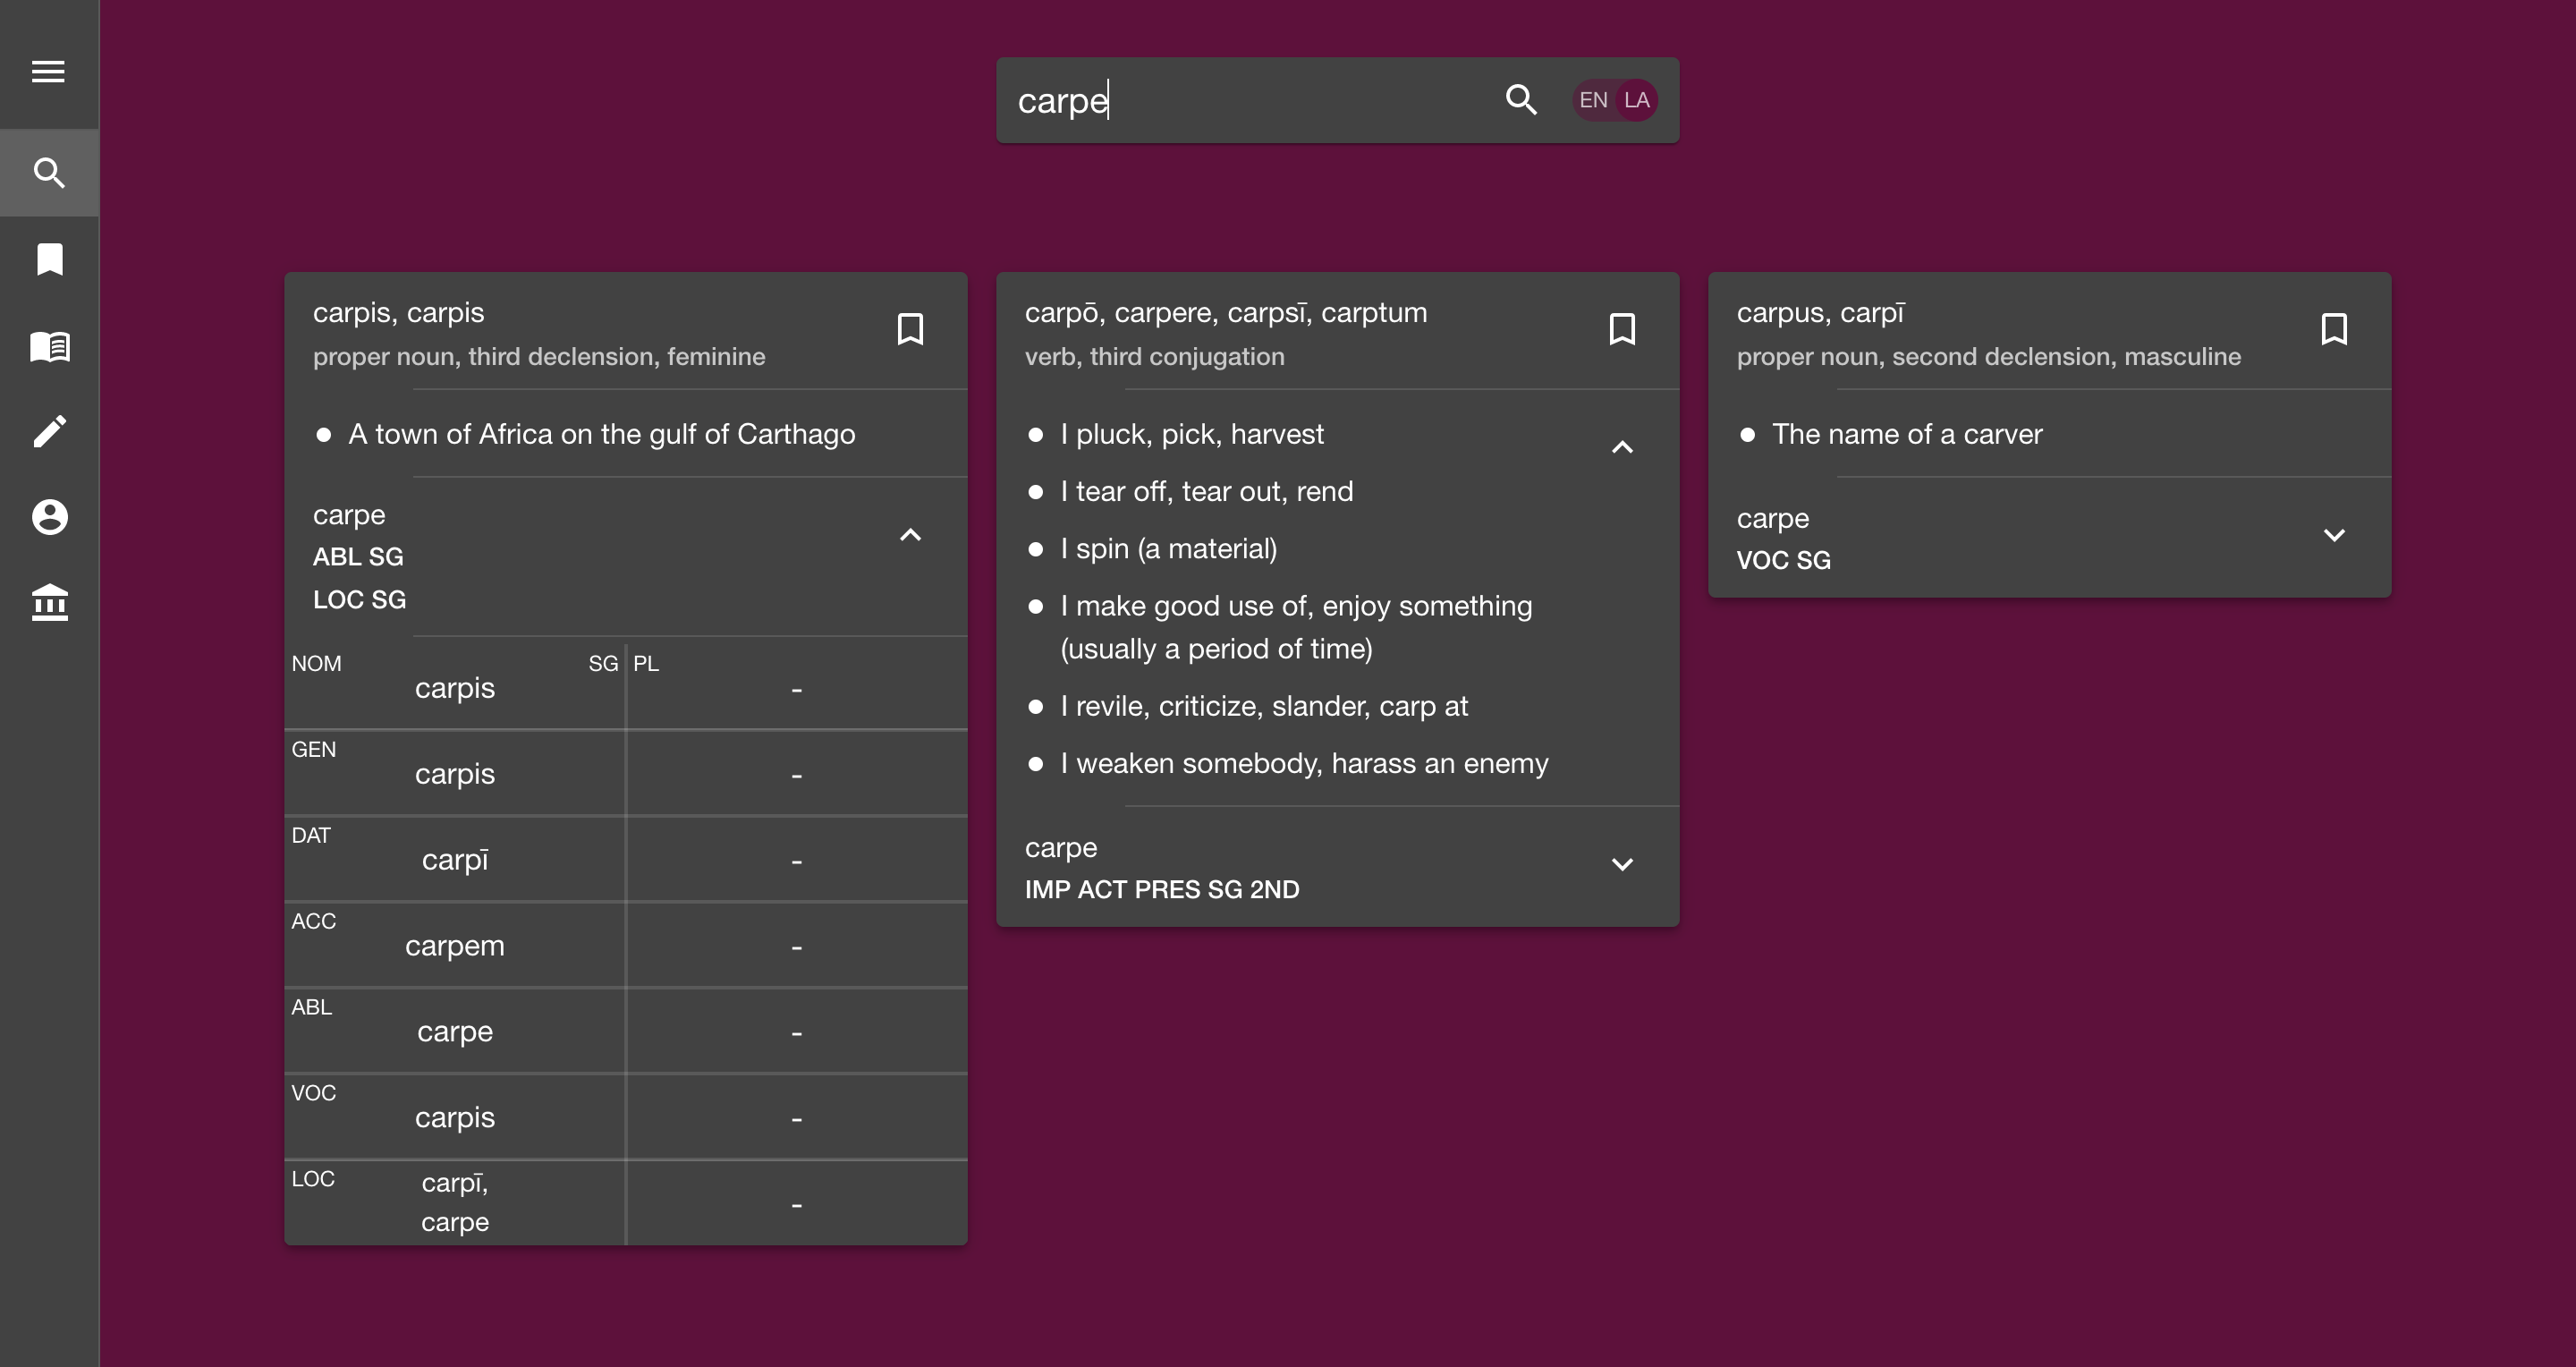 carpe
EN LA
carpis, carpis
proper noun, third declension, feminine
A town of Africa on the gulf of Carthago
carpe
ABL SG
LOC SG
NOM carpis SG PL -
GEN carpis -
DAT carpī -
ACC carpem -
ABL carpe -
VOC carpis -
LOC carpī, -
carpe
carpō, carpere, carpsī, carptum
verb, third conjugation
I pluck, pick, harvest
I tear off, tear out, rend
I spin (a material)
I make good use of, enjoy something
(usually a period of time)
I revile, criticize, slander, carp at
I weaken somebody, harass an enemy
carpe
IMP ACT PRES SG 2ND
carpus, carpī
proper noun, second declension, masculine
The name of a carver
carpe
VOC SG